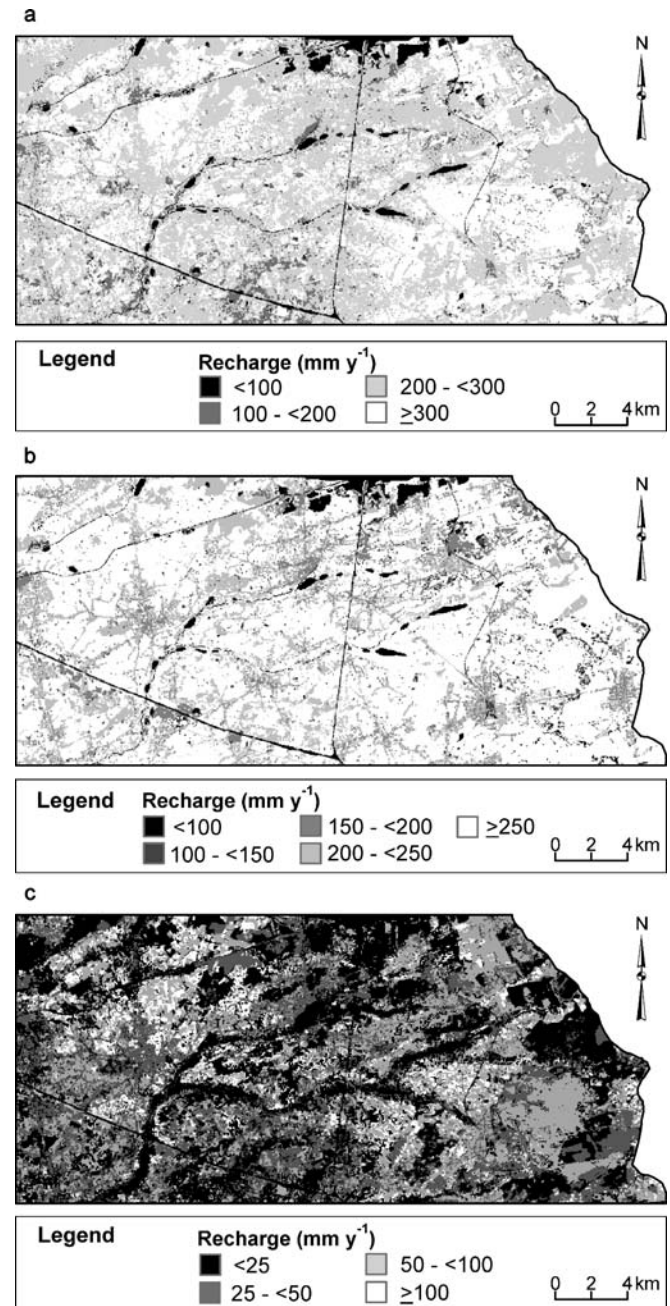 a
N
Legend
Recharge (mm y⁻¹)
<100
200 - <300
100 - <200
≥300
0 2 4 km
b
N
Legend
Recharge (mm y⁻¹)
<100
150 - <200
≥250
100 - <150
200 - <250
0 2 4 km
c
N
Legend
Recharge (mm y⁻¹)
<25
50 - <100
25 - <50
≥100
0 2 4 km